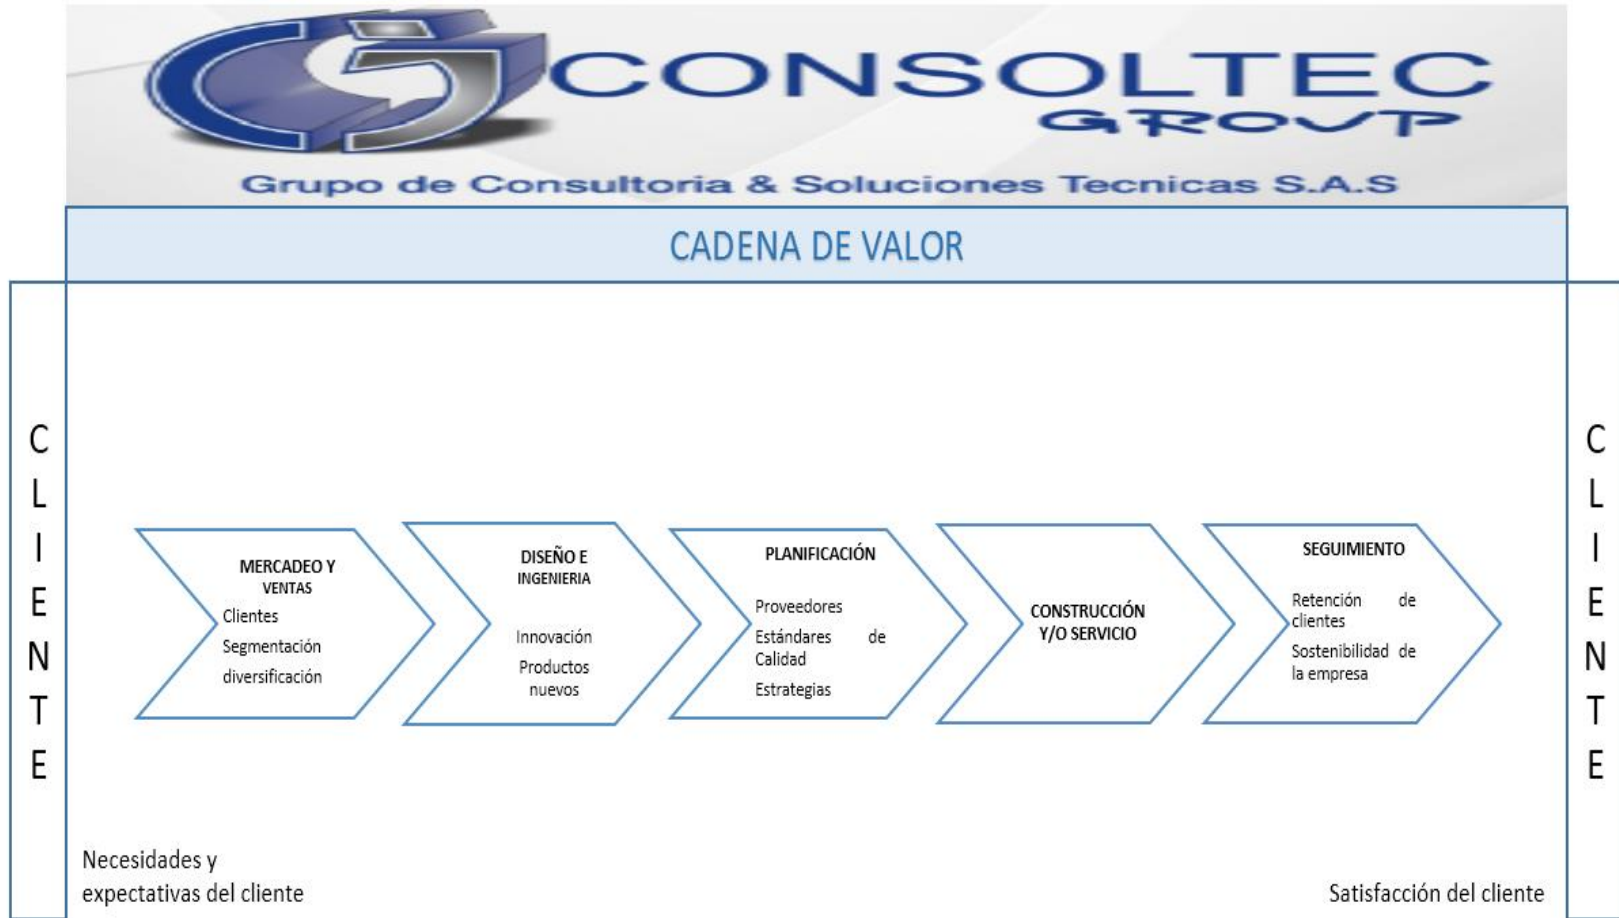 CONSOLTEC
GROUP
Grupo de Consultoria & Soluciones Tecnicas S.A.S
CADENA DE VALOR
CLIENTE
MERCADEO Y
VENTAS
Clientes
Segmentación
diversificación
DISEÑO E
INGENIERIA
Innovación
Productos
nuevos
PLANIFICACIÓN
Proveedores
Estándares de
Calidad
Estrategias
CONSTRUCCIÓN
Y/O SERVICIO
SEGUIMIENTO
Retención de
clientes
Sostenibilidad de
la empresa
CLIENTE
Necesidades y
expectativas del cliente
Satisfacción del cliente